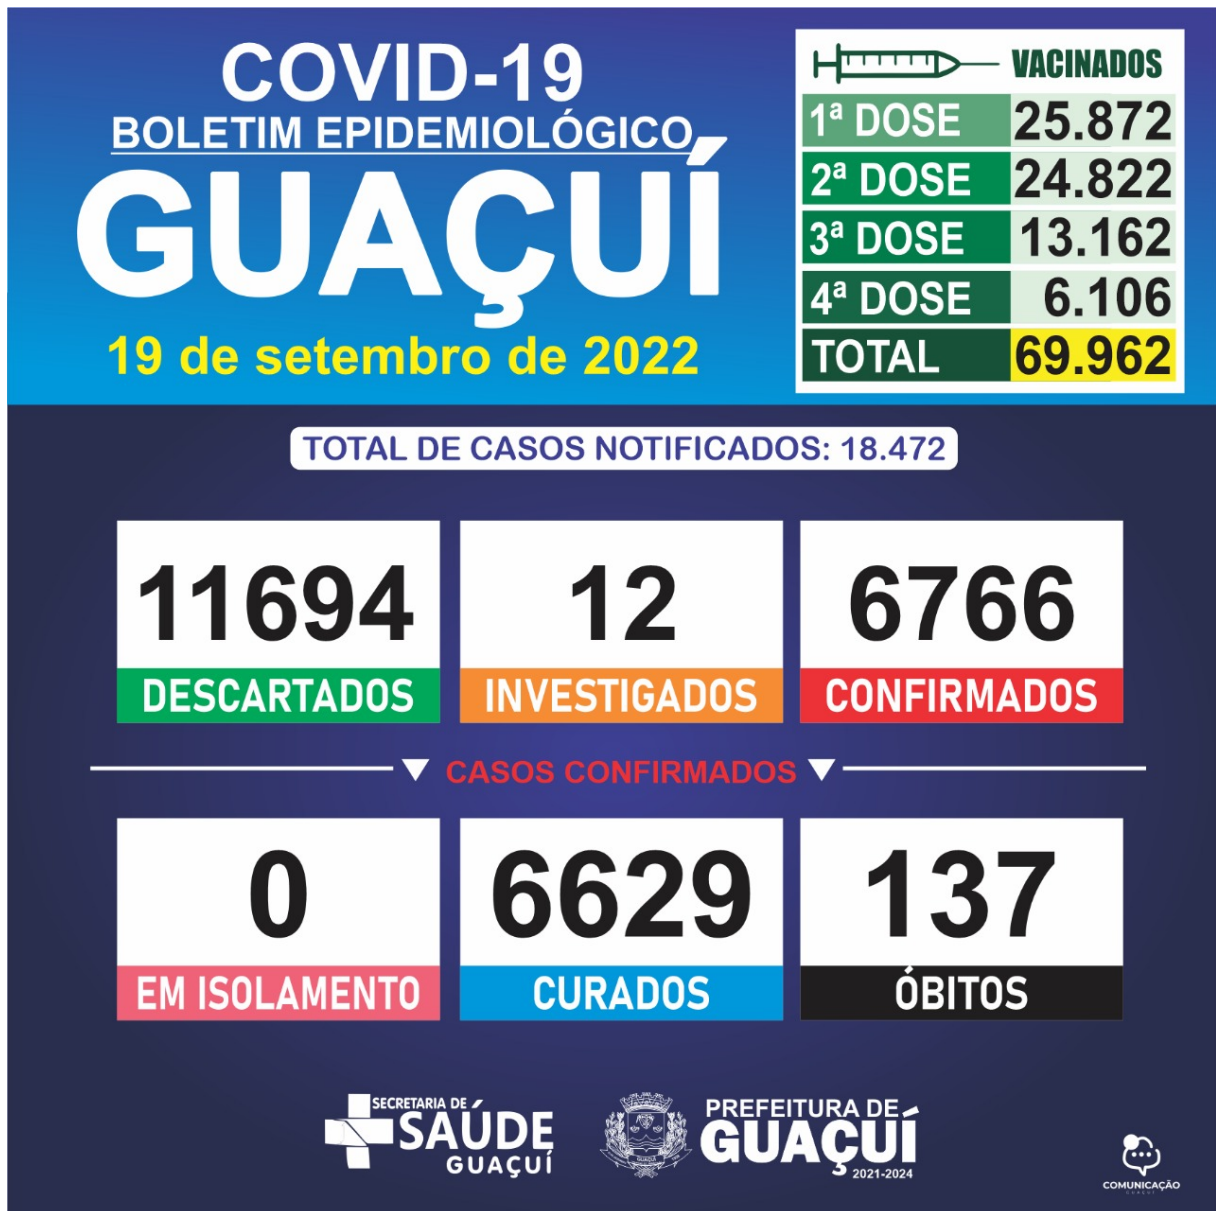 COVID-19
BOLETIM EPIDEMIOLÓGICO
GUAÇUÍ
19 de setembro de 2022
VACINADOS
1ª DOSE 25.872
2ª DOSE 24.822
3ª DOSE 13.162
4ª DOSE 6.106
TOTAL 69.962
TOTAL DE CASOS NOTIFICADOS: 18.472
11694
DESCARTADOS
12
INVESTIGADOS
6766
CONFIRMADOS
CASOS CONFIRMADOS
0
EM ISOLAMENTO
6629
CURADOS
137
ÓBITOS
SECRETARIA DE
SAÚDE
GUAÇUÍ
PREFEITURA DE
GUAÇUÍ
2021-2024
COMUNICAÇÃO
GUAÇUÍ